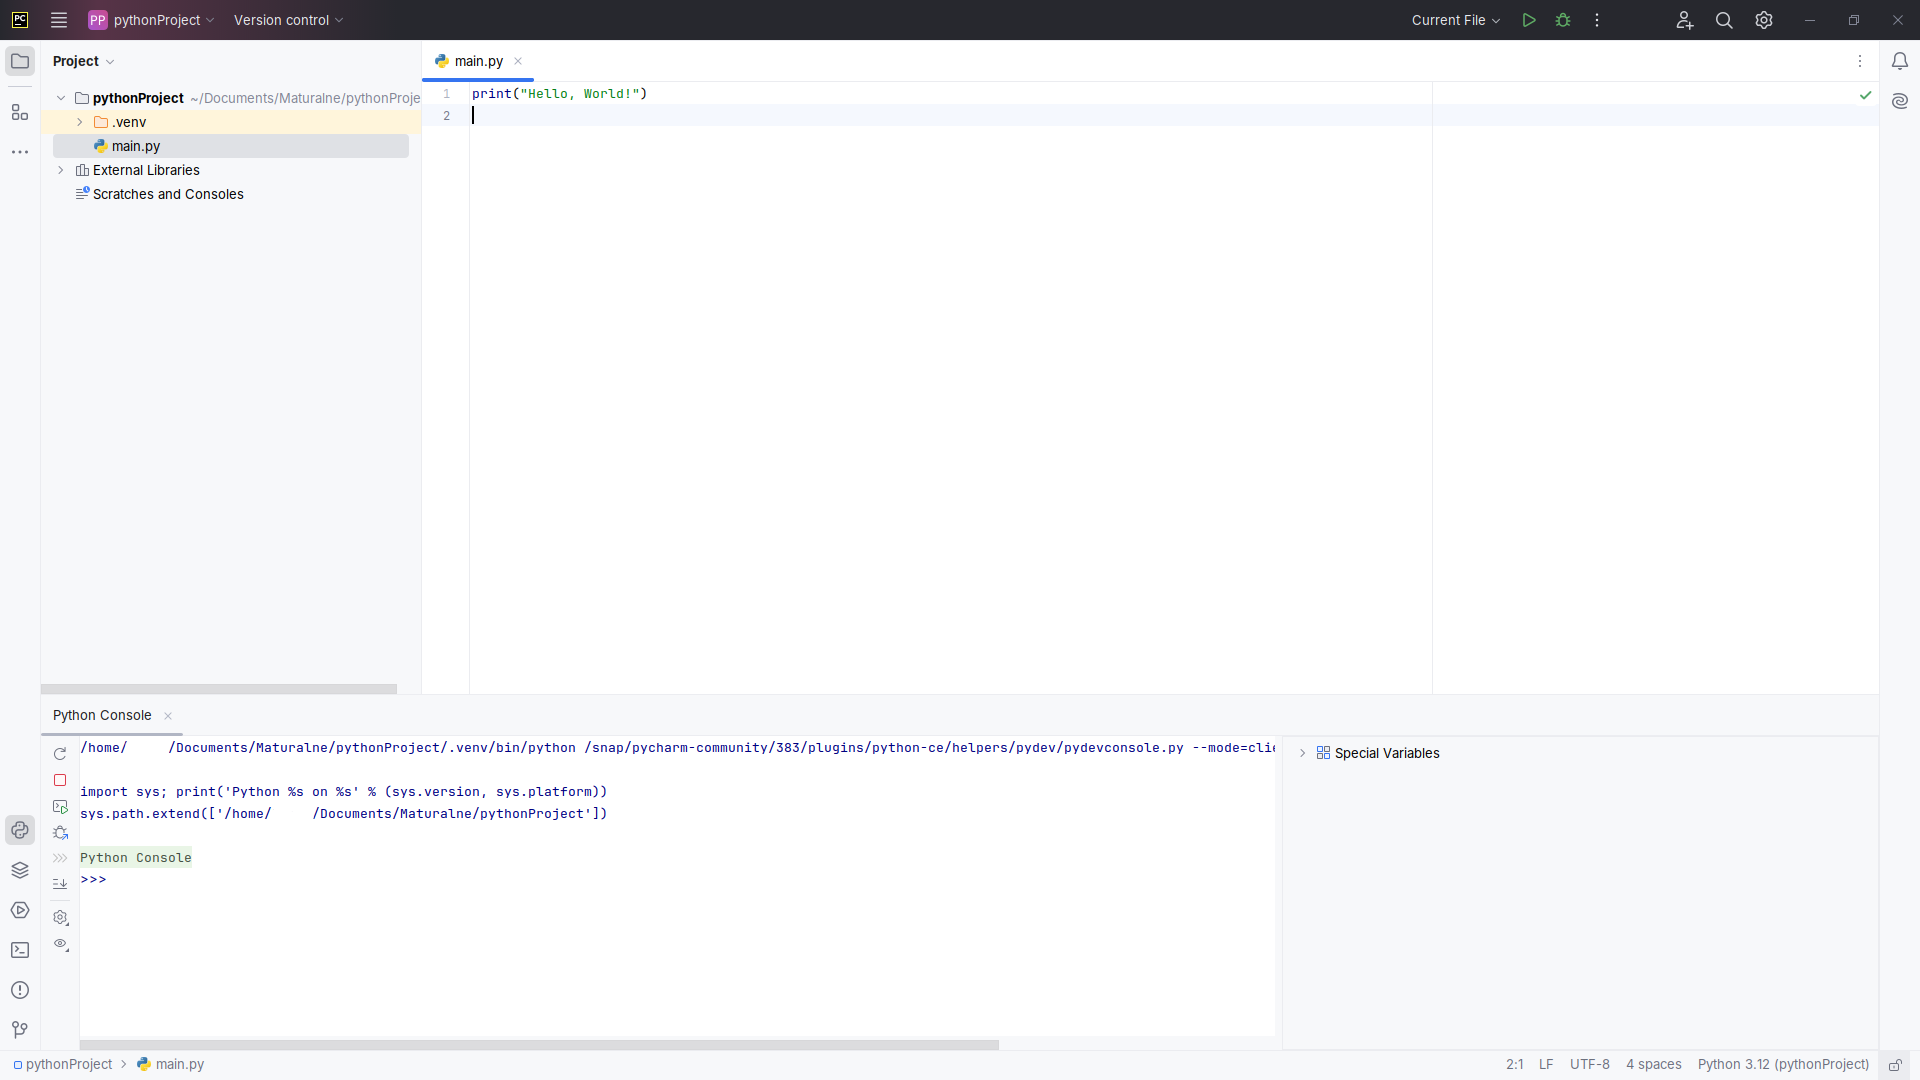 PC
PP pythonProject Version control Current File
Project
main.py
pythonProject ~/Documents/Maturalne/pythonProje
.venv
main.py
External Libraries
Scratches and Consoles
1 print("Hello, World!")
2
Python Console
/home/ /Documents/Maturalne/pythonProject/.venv/bin/python /snap/pycharm-community/383/plugins/python-ce/helpers/pydev/pydevconsole.py --mode=clie
import sys; print('Python %s on %s' % (sys.version, sys.platform))
sys.path.extend(['/home/ /Documents/Maturalne/pythonProject'])
Python Console
>>>
Special Variables
pythonProject > main.py 2:1 LF UTF-8 4 spaces Python 3.12 (pythonProject)